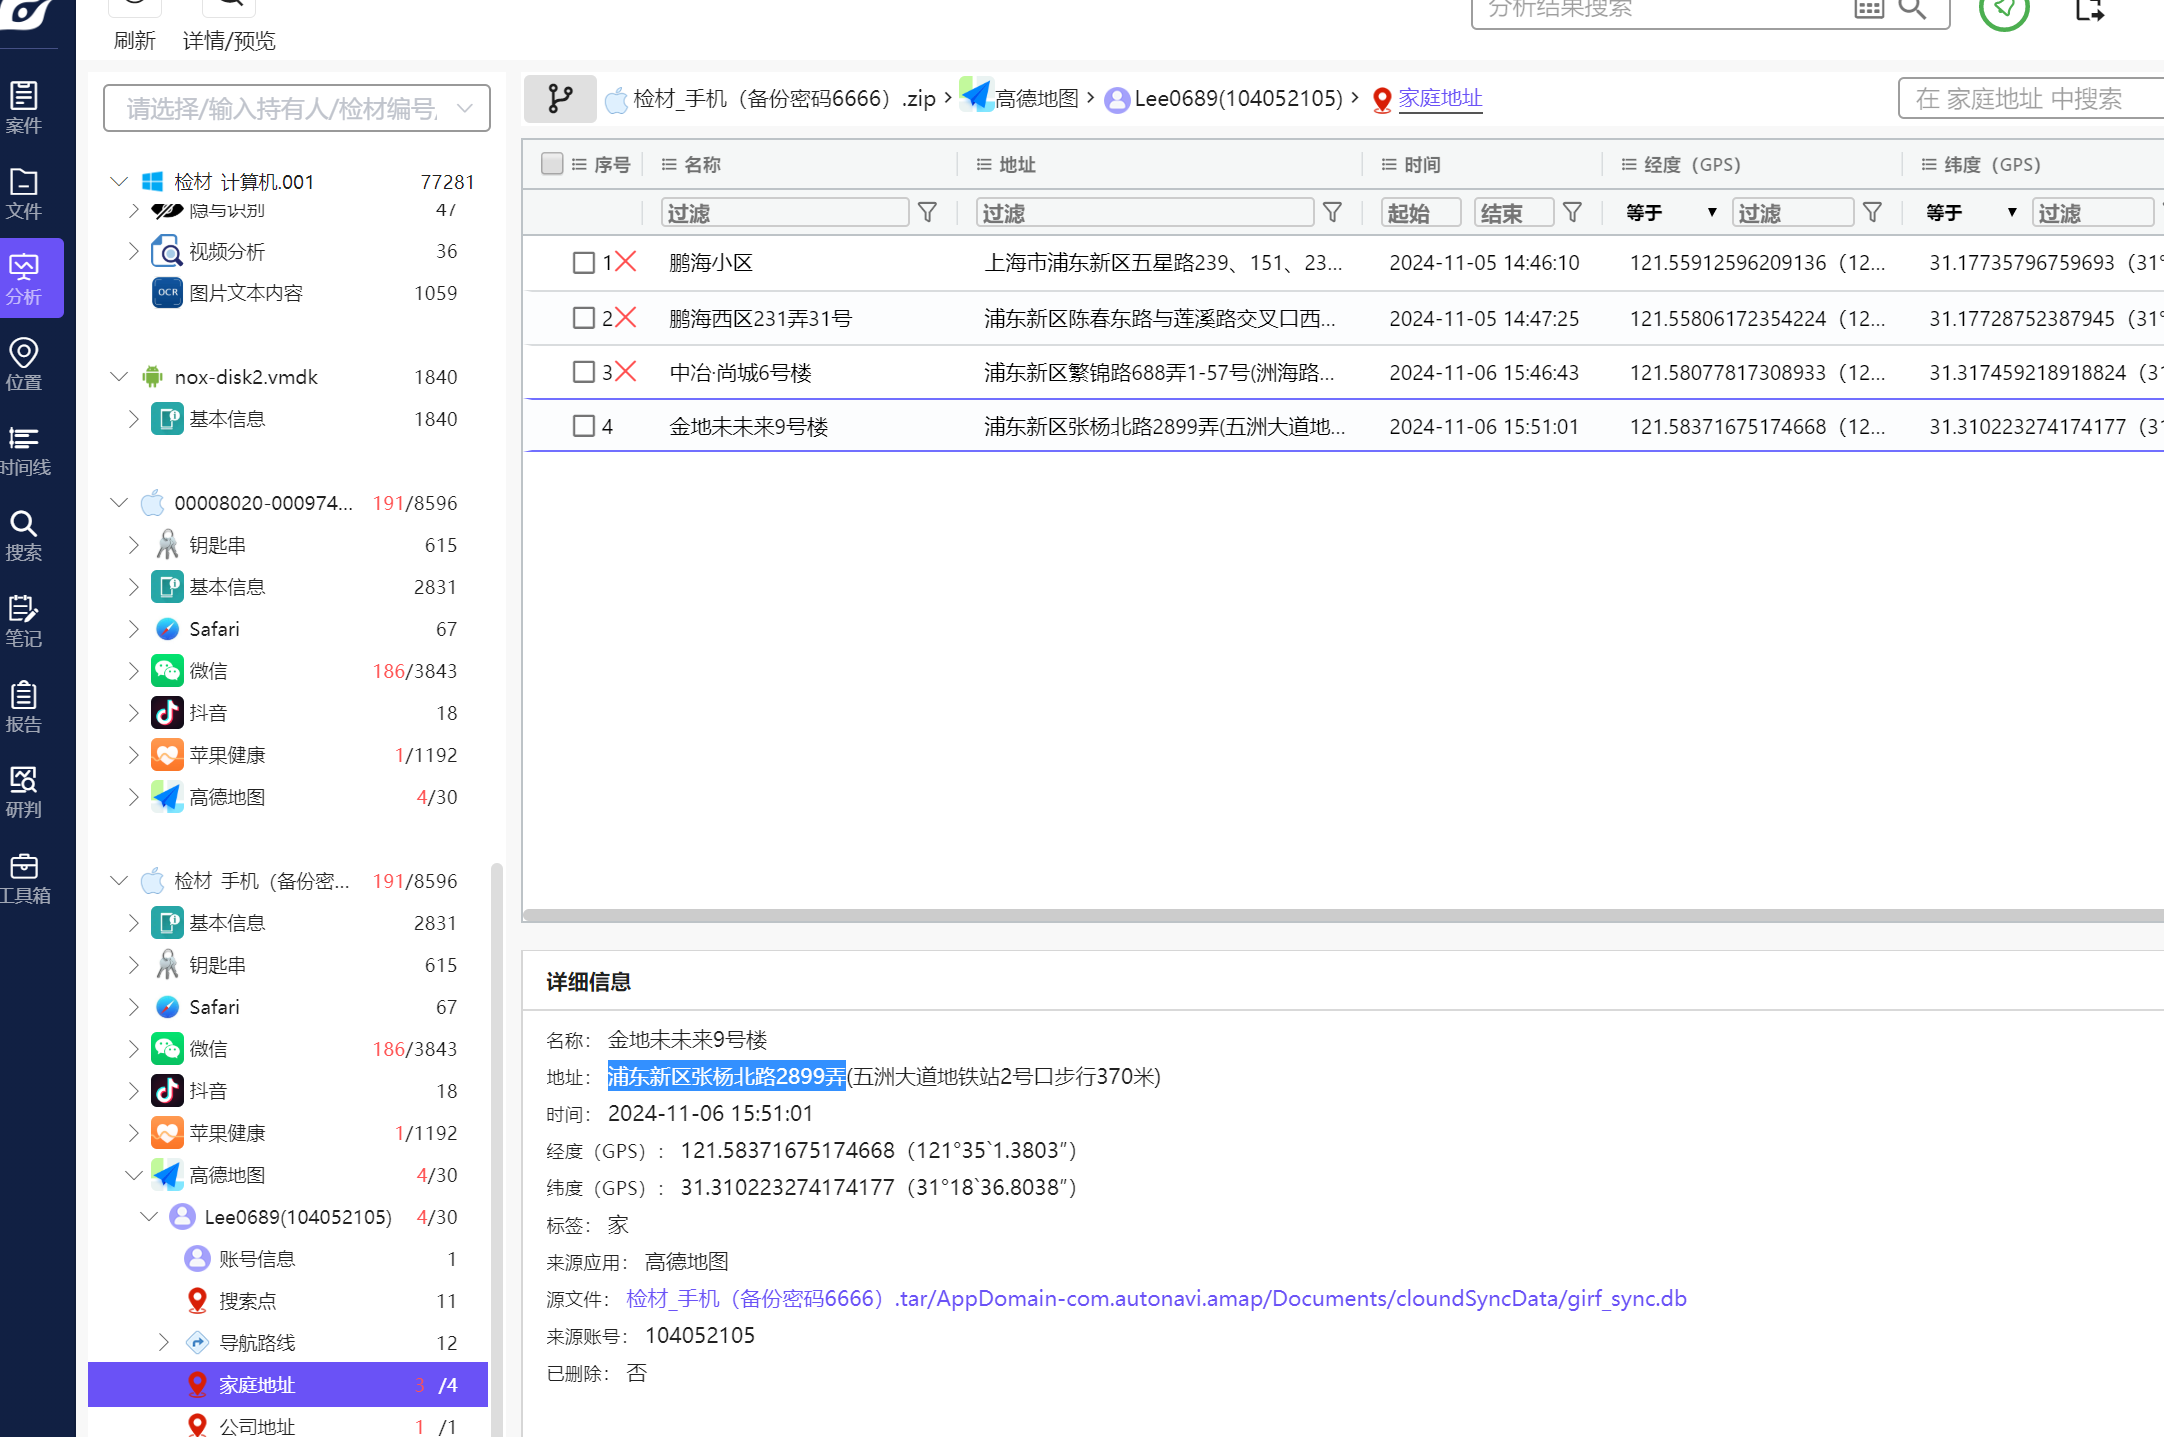 刷新
详情/预览
分析结果搜索
案件
文件
分析
位置
时间线
搜索
笔记
报告
研判
工具箱
请选择/输入持有人/检材编号/
检材 计算机.001 77281
隐写识别 47
视频分析 36
OCR 图片文本内容 1059
nox-disk2.vmdk 1840
基本信息 1840
00008020-000974... 191/8596
钥匙串 615
基本信息 2831
Safari 67
微信 186/3843
抖音 18
苹果健康 1/1192
高德地图 4/30
检材 手机（备份密... 191/8596
基本信息 2831
钥匙串 615
Safari 67
微信 186/3843
抖音 18
苹果健康 1/1192
高德地图 4/30
Lee0689(104052105) 4/30
账号信息 1
搜索点 11
导航路线 12
家庭地址 3 /4
公司地址 1 /1
检材_手机（备份密码6666）.zip > 高德地图 > Lee0689(104052105) > 家庭地址
在 家庭地址 中搜索
序号 名称 地址 时间 经度（GPS） 纬度（GPS）
过滤 过滤 起始 结束 等于 过滤 等于 过滤
1 鹏海小区 上海市浦东新区五星路239、151、23... 2024-11-05 14:46:10 121.55912596209136（12... 31.17735796759693（31°
2 鹏海西区231弄31号 浦东新区陈春东路与莲溪路交叉口西... 2024-11-05 14:47:25 121.55806172354224（12... 31.17728752387945（31°
3 中冶·尚城6号楼 浦东新区繁锦路688弄1-57号(洲海路... 2024-11-06 15:46:43 121.58077817308933（12... 31.317459218918824（31
4 金地未未来9号楼 浦东新区张杨北路2899弄(五洲大道地... 2024-11-06 15:51:01 121.58371675174668（12... 31.310223274174177（31
详细信息
名称： 金地未未来9号楼
地址： 浦东新区张杨北路2899弄(五洲大道地铁站2号口步行370米)
时间： 2024-11-06 15:51:01
经度（GPS）： 121.58371675174668（121°35`1.3803″）
纬度（GPS）： 31.310223274174177（31°18`36.8038″）
标签： 家
来源应用： 高德地图
源文件： 检材_手机（备份密码6666）.tar/AppDomain-com.autonavi.amap/Documents/cloundSyncData/girf_sync.db
来源账号： 104052105
已删除： 否